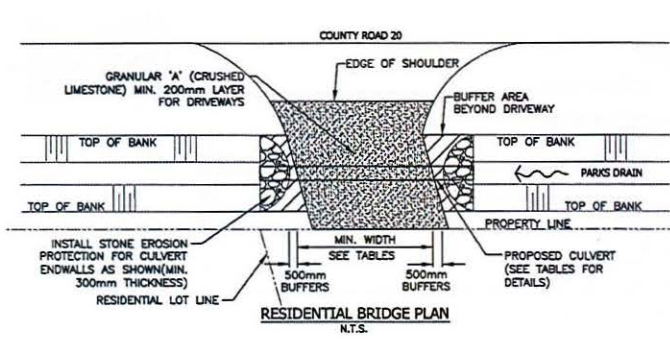 COUNTY ROAD 20
GRANULAR 'A' (CRUSHED
LIMESTONE) MIN. 200mm LAYER
FOR DRIVEWAYS
EDGE OF SHOULDER
BUFFER AREA
BEYOND DRIVEWAY
TOP OF BANK
TOP OF BANK
PARKS DRAIN
TOP OF BANK
TOP OF BANK
PROPERTY LINE
INSTALL STONE EROSION
PROTECTION FOR CULVERT
ENDWALLS AS SHOWN(MIN.
300mm THICKNESS)
RESIDENTIAL LOT LINE
MIN. WIDTH
SEE TABLES
500mm
BUFFERS
500mm
BUFFERS
PROPOSED CULVERT
(SEE TABLES FOR
DETAILS)
RESIDENTIAL BRIDGE PLAN
N.T.S.